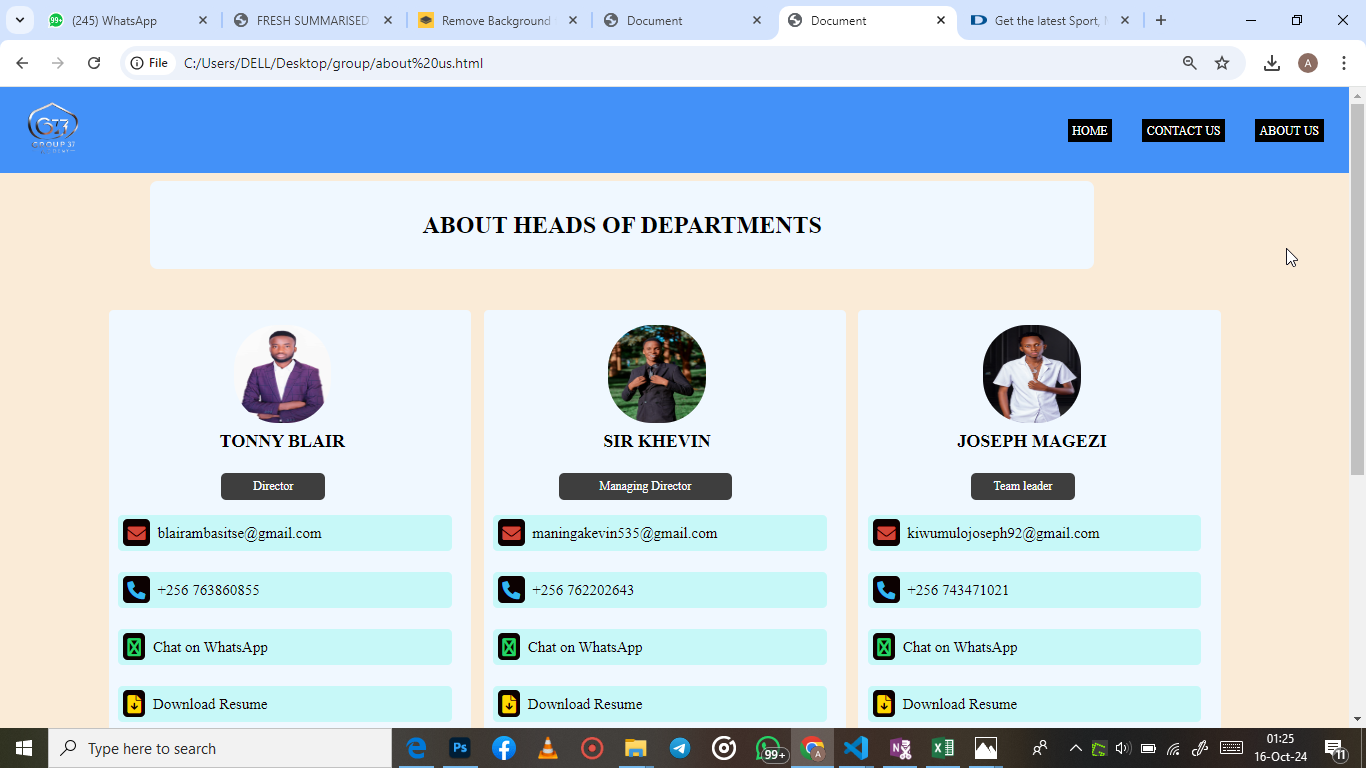 (245) WhatsApp
FRESH SUMMARISED
Remove Background
Document
Document
Get the latest Sport,
File
C:/Users/DELL/Desktop/group/about%20us.html
A
GROUP 37
HOME
CONTACT US
ABOUT US
ABOUT HEADS OF DEPARTMENTS
TONNY BLAIR
Director
blairambasitse@gmail.com
+256 763860855
Chat on WhatsApp
Download Resume
SIR KHEVIN
Managing Director
maningakevin535@gmail.com
+256 762202643
Chat on WhatsApp
Download Resume
JOSEPH MAGEZI
Team leader
kiwumulojoseph92@gmail.com
+256 743471021
Chat on WhatsApp
Download Resume
Type here to search
Ps
99+
A
01:25
16-Oct-24
11